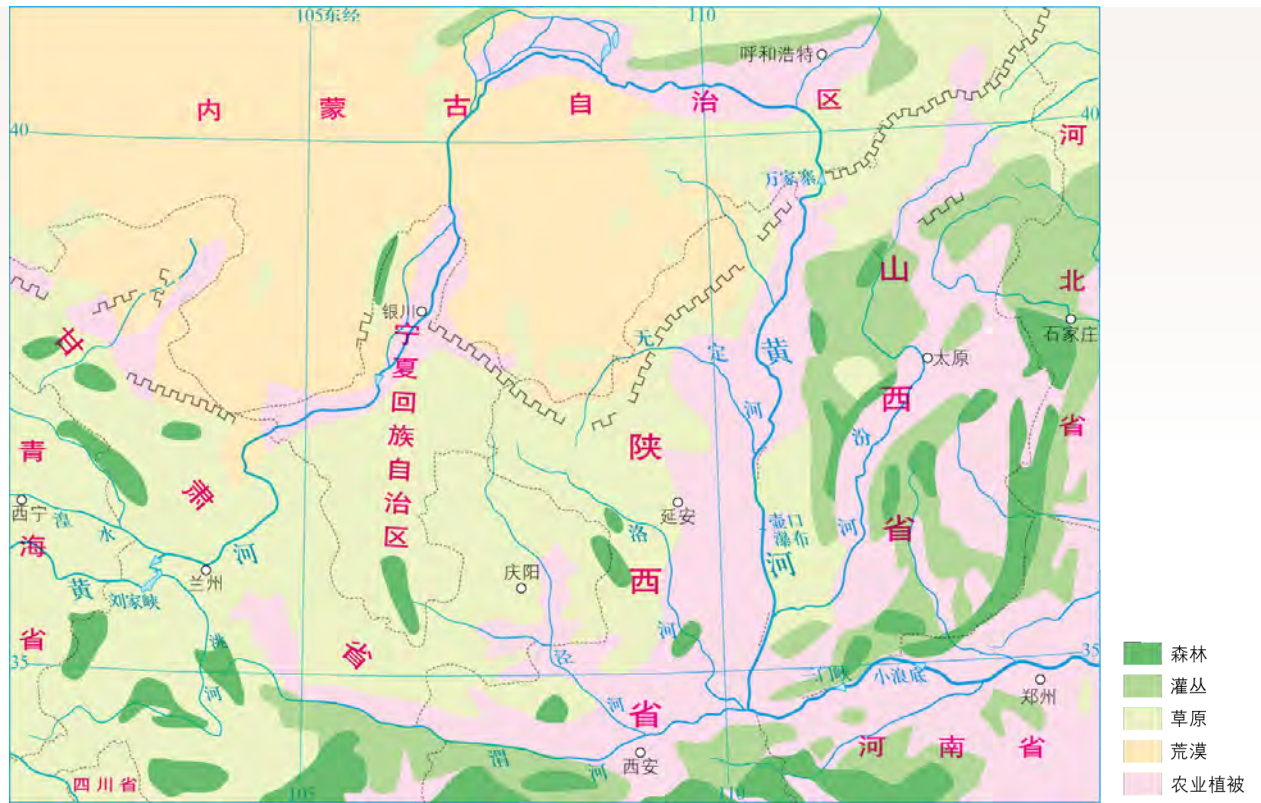 105东经
110
呼和浩特
内蒙古自治区
40
40
河
万家寨
山
北
银川
石家庄
甘
宁夏回族自治区
无定河
黄
太原
西
青
陕
汾
省
肃
西宁
湟水
延安
壶口
瀑布
河
省
海
河
河
黄
兰州
庆阳
洛
西
刘家峡
省
洮
河
35
省
泾
三门峡
小浪底
35
郑州
河
河
省
河南省
渭
河
西安
四川省
105
110
森林
灌丛
草原
荒漠
农业植被